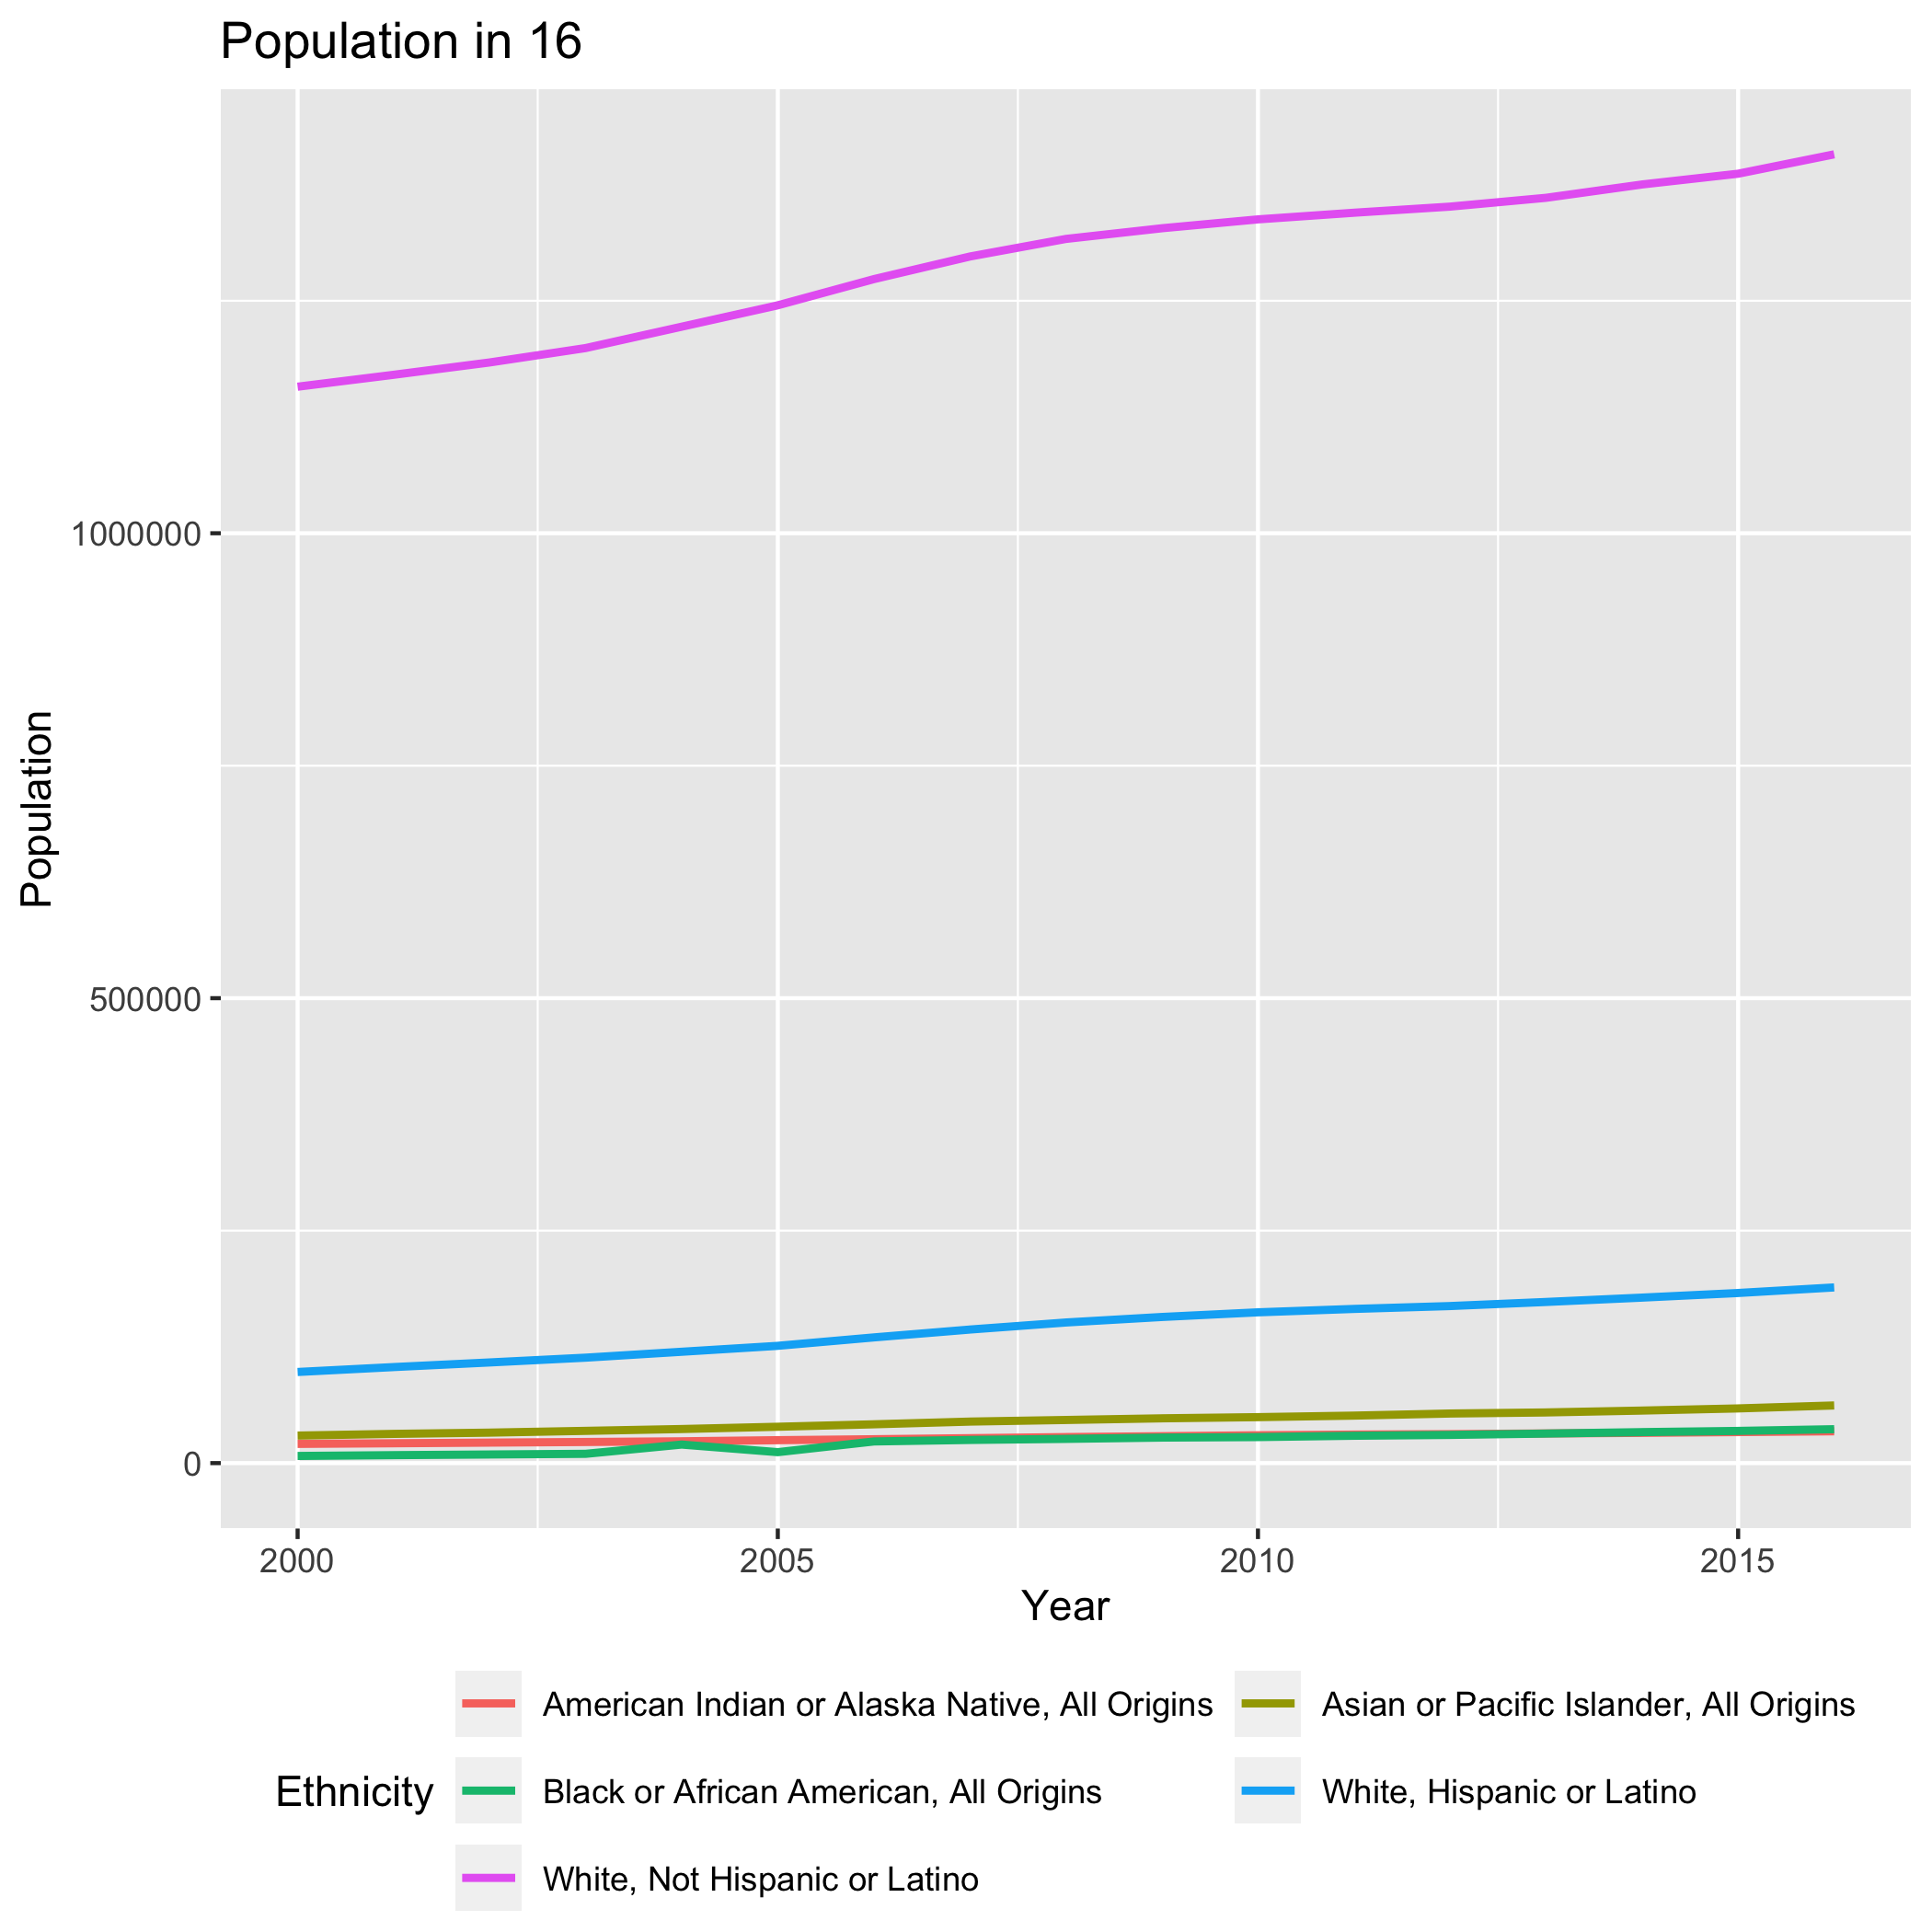 Population in 16
Population
1000000
500000
0
2000
2005
2010
2015
Year
Ethnicity
American Indian or Alaska Native, All Origins
Asian or Pacific Islander, All Origins
Black or African American, All Origins
White, Hispanic or Latino
White, Not Hispanic or Latino